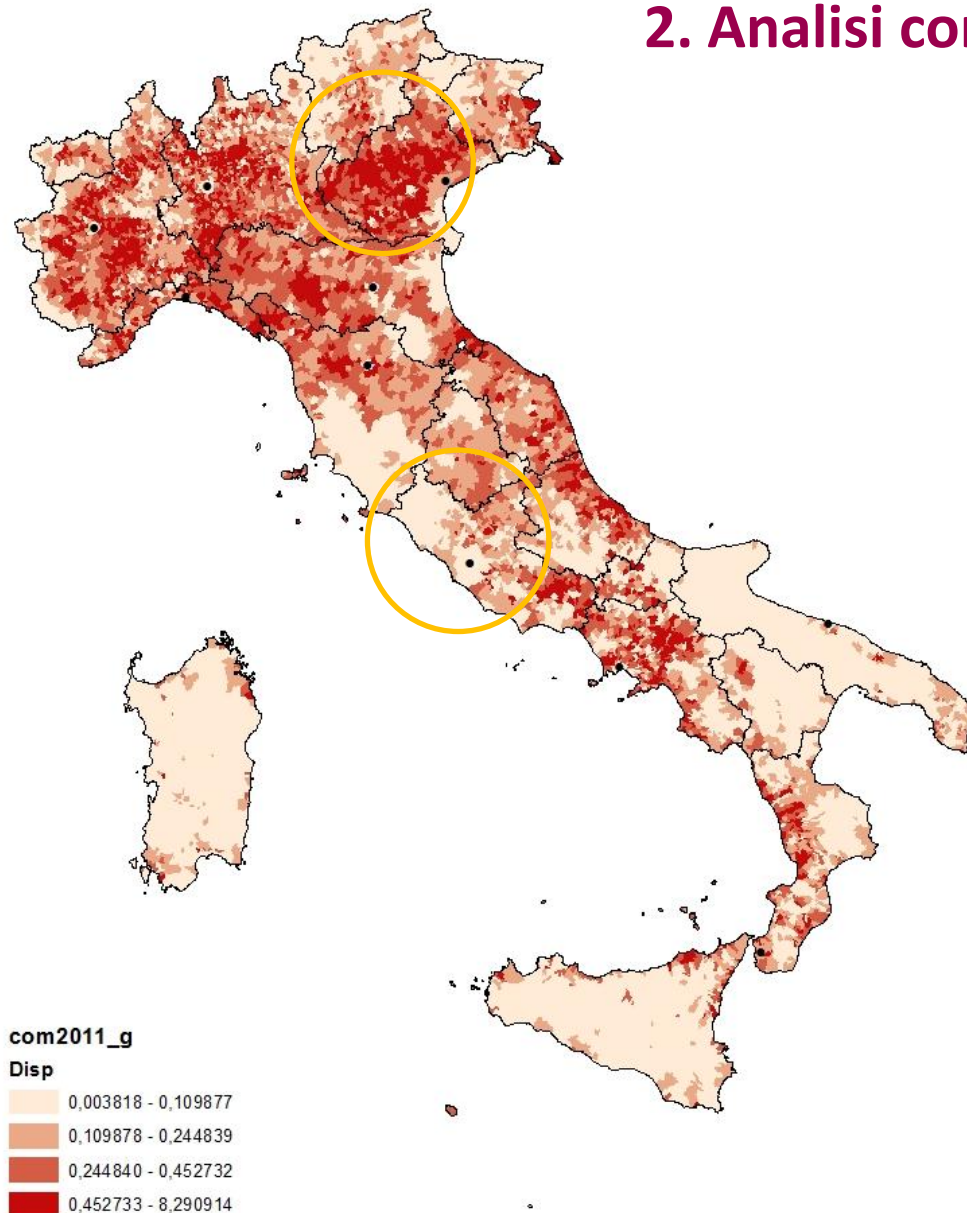 2. Analisi co
com2011_g
Disp
0,003818 - 0,109877
0,109878 - 0,244839
0,244840 - 0,452732
0,452733 - 8,290914